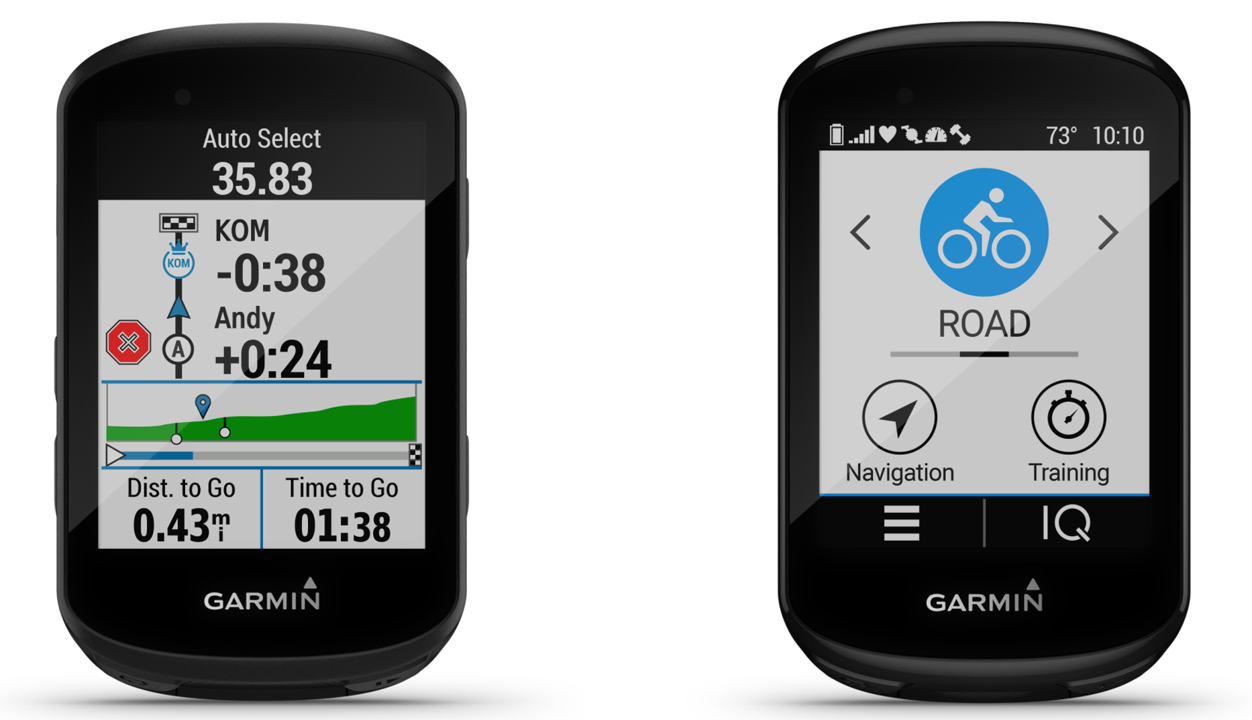 Auto Select
35.83
KOM
KOM
-0:38
Andy
A
+0:24
Dist. to Go
0.43mi
Time to Go
01:38
GARMIN
73° 10:10
ROAD
Navigation
Training
IQ
GARMIN